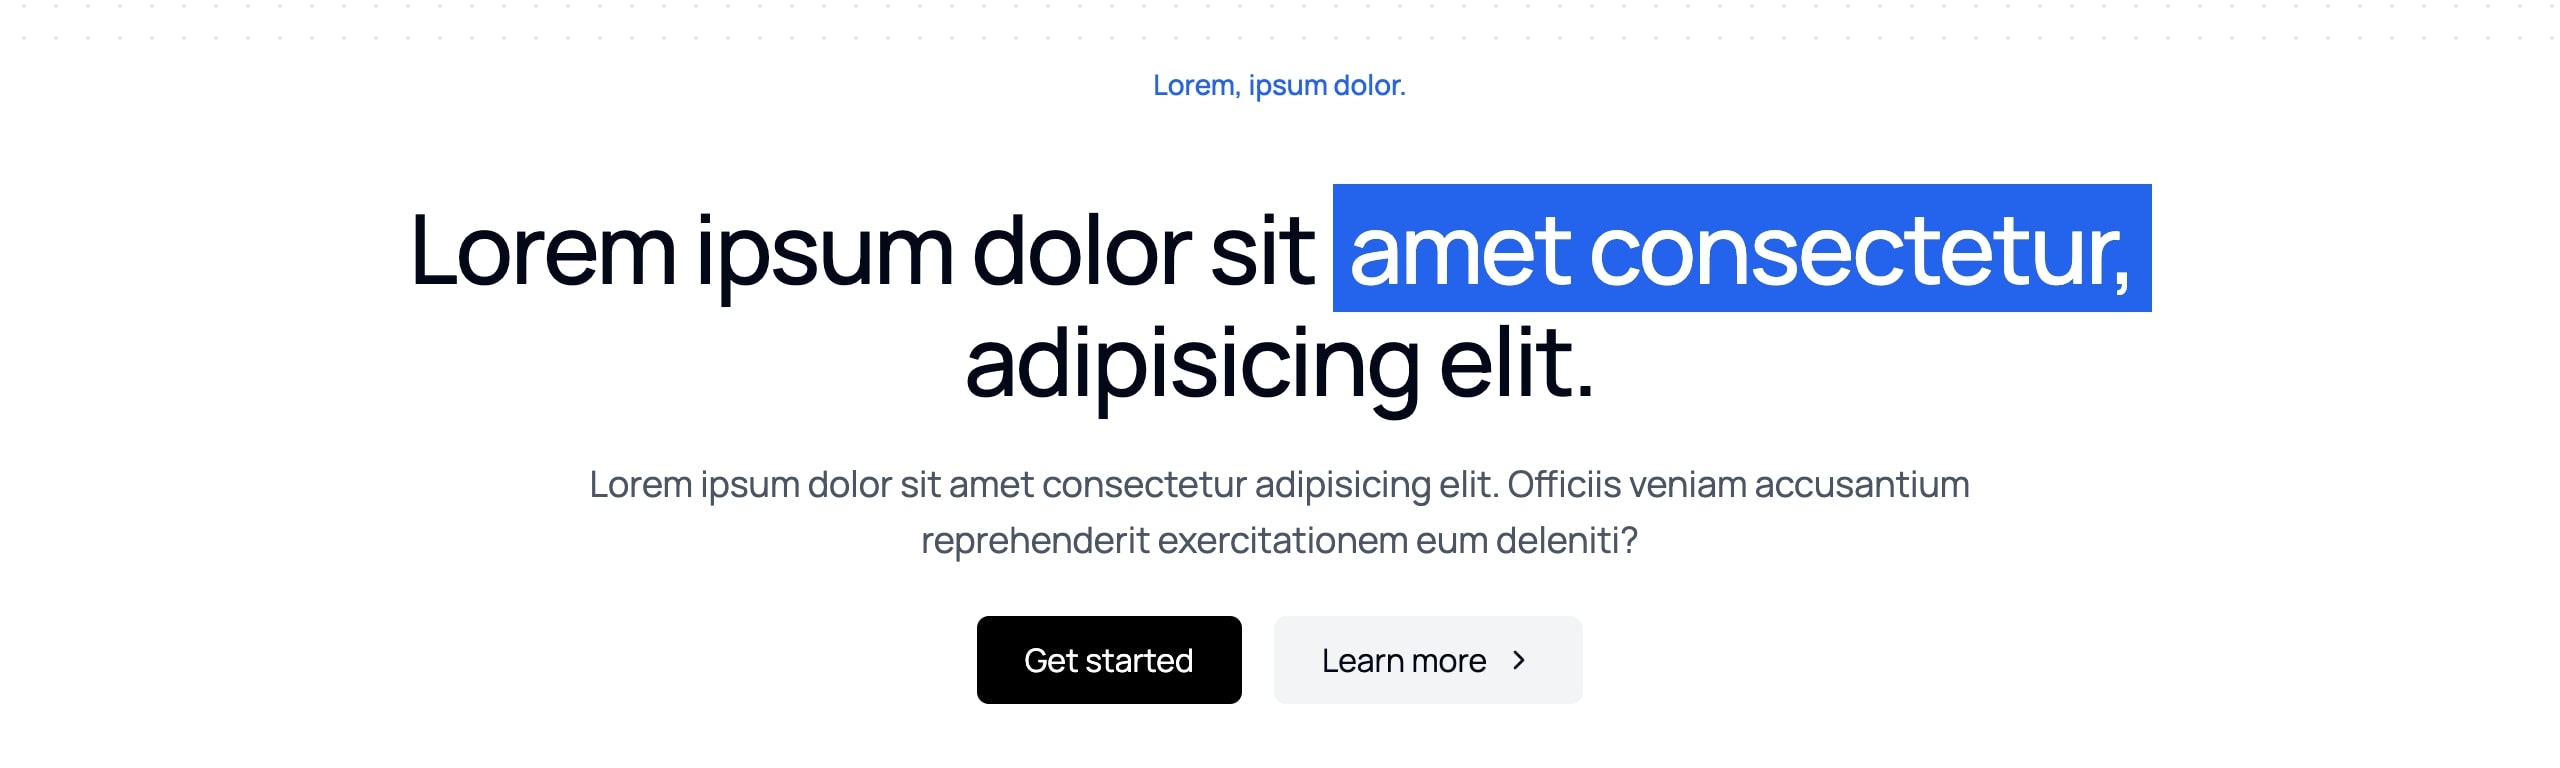 Lorem, ipsum dolor.
Lorem ipsum dolor sit amet consectetur,
adipisicing elit.
Lorem ipsum dolor sit amet consectetur adipisicing elit. Officiis veniam accusantium
reprehenderit exercitationem eum deleniti?
Get started
Learn more